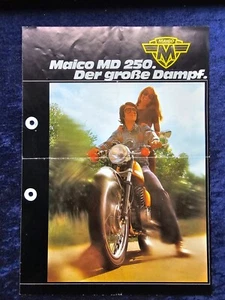 MAICO
M
Maico MD 250.
Der große Dampf.